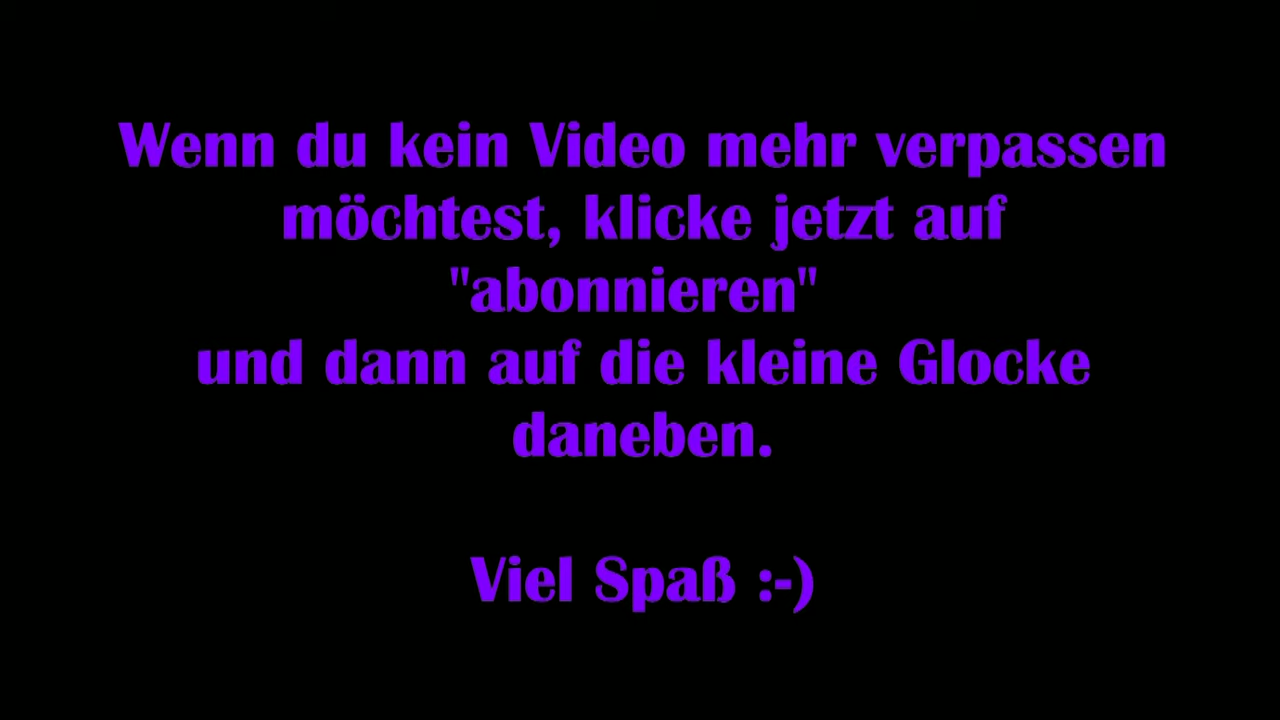 Wenn du kein Video mehr verpassen
möchtest, klicke jetzt auf
"abonnieren"
und dann auf die kleine Glocke
daneben.
Viel Spaß :-)